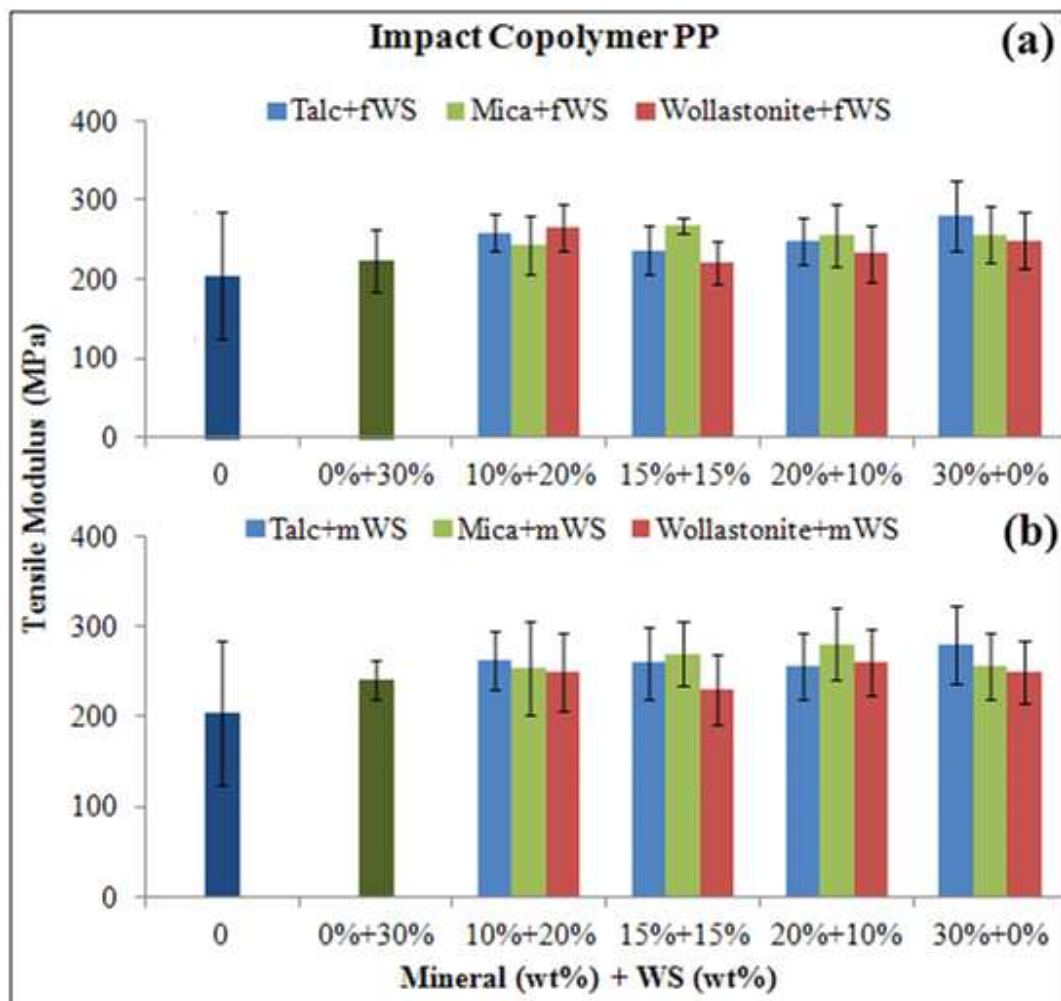 Impact Copolymer PP
(a)
Talc+fWS Mica+fWS Wollastonite+fWS
400
300
200
100
0
0 0%+30% 10%+20% 15%+15% 20%+10% 30%+0%
Tensile Modulus (MPa)
Talc+mWS Mica+mWS Wollastonite+mWS
(b)
400
300
200
100
0
0 0%+30% 10%+20% 15%+15% 20%+10% 30%+0%
Mineral (wt%) + WS (wt%)